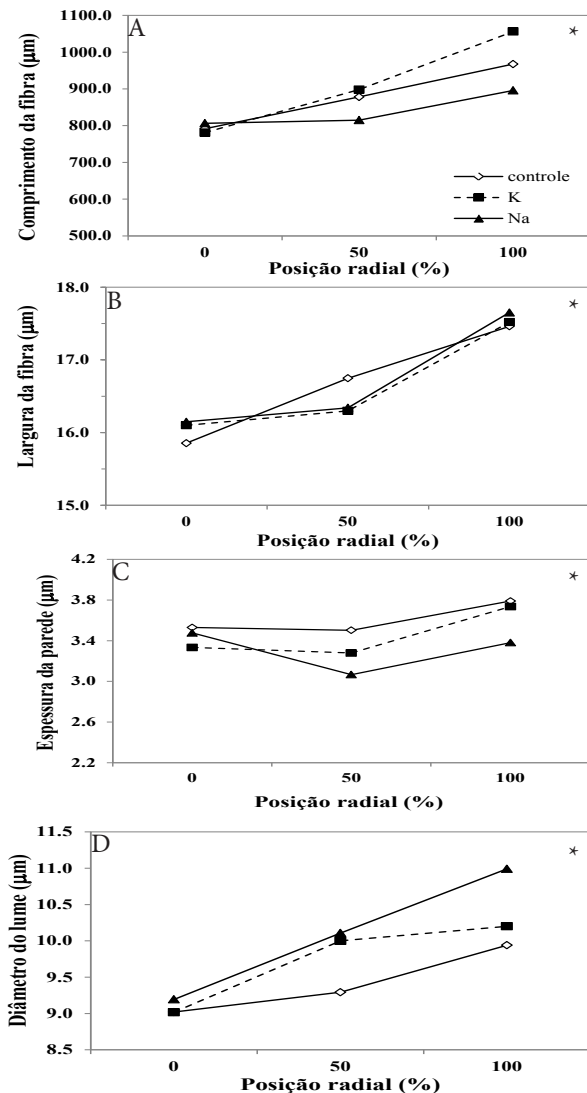 A
*
Comprimento da fibra (µm)
1100.0
1000.0
900.0
800.0
700.0
600.0
500.0
controle
K
Na
0 50 100
Posição radial (%)
B
*
Largura da fibra (µm)
18.0
17.0
16.0
15.0
0 50 100
Posição radial (%)
C
*
Espessura da parede (µm)
4.2
3.8
3.4
3.0
2.6
2.2
0 50 100
Posição radial (%)
D
*
Diâmetro do lume (µm)
11.5
11.0
10.5
10.0
9.5
9.0
8.5
0 50 100
Posição radial (%)